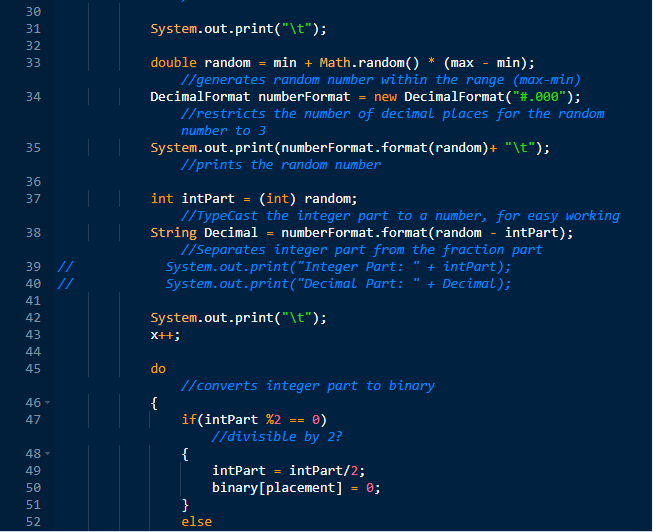 30
31 System.out.print("\t");
32
33 double random = min + Math.random() * (max - min);
//generates random number within the range (max-min)
34 DecimalFormat numberFormat = new DecimalFormat("#.000");
//restricts the number of decimal places for the random
number to 3
35 System.out.print(numberFormat.format(random)+ "\t");
//prints the random number
36
37 int intPart = (int) random;
//TypeCast the integer part to a number, for easy working
38 String Decimal = numberFormat.format(random - intPart);
//Separates integer part from the fraction part
39 // System.out.print("Integer Part: " + intPart);
40 // System.out.print("Decimal Part: " + Decimal);
41
42 System.out.print("\t");
43 x++;
44
45 do
//converts integer part to binary
46 {
47 if(intPart %2 == 0)
//divisible by 2?
48 {
49 intPart = intPart/2;
50 binary[placement] = 0;
51 }
52 else